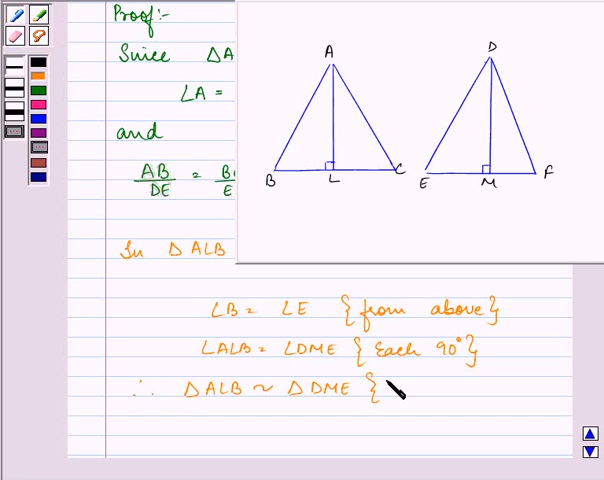 Proof:-
Since ΔA
∠A =
and
AB/DE = B
In ΔALB
A
B L C
D
E M F
∠B = ∠E {from above}
∠ALB = ∠DME {Each 90°}
∴ ΔALB ~ ΔDME {